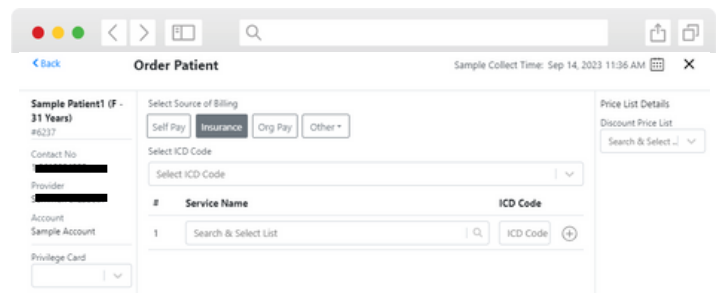 Back
Order Patient
Sample Collect Time: Sep 14, 2023 11:36 AM
Sample Patient1 (F -
31 Years)
#6237
Contact No
Provider
Account
Sample Account
Privilege Card
Select Source of Billing
Self Pay
Insurance
Org Pay
Other
Select ICD Code
Select ICD Code
# Service Name ICD Code
1 Search & Select List ICD Code
Price List Details
Discount Price List
Search & Select ..